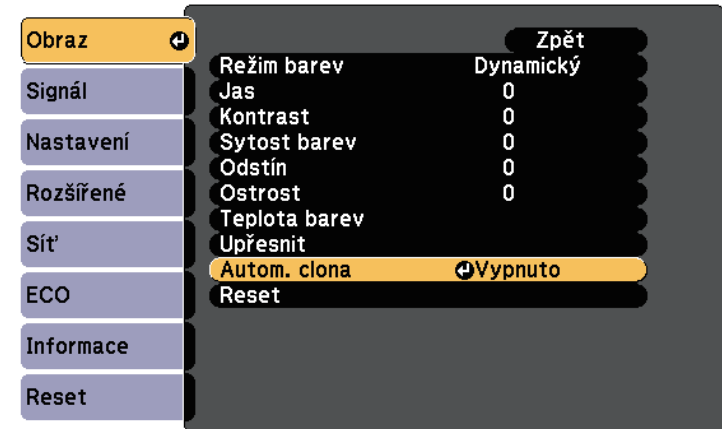 Obraz
Signál
Nastavení
Rozšířené
Síť
ECO
Informace
Reset
Zpět
Režim barev Dynamický
Jas 0
Kontrast 0
Sytost barev 0
Odstín 0
Ostrost 0
Teplota barev
Upřesnit
Autom. clona Vypnuto
Reset